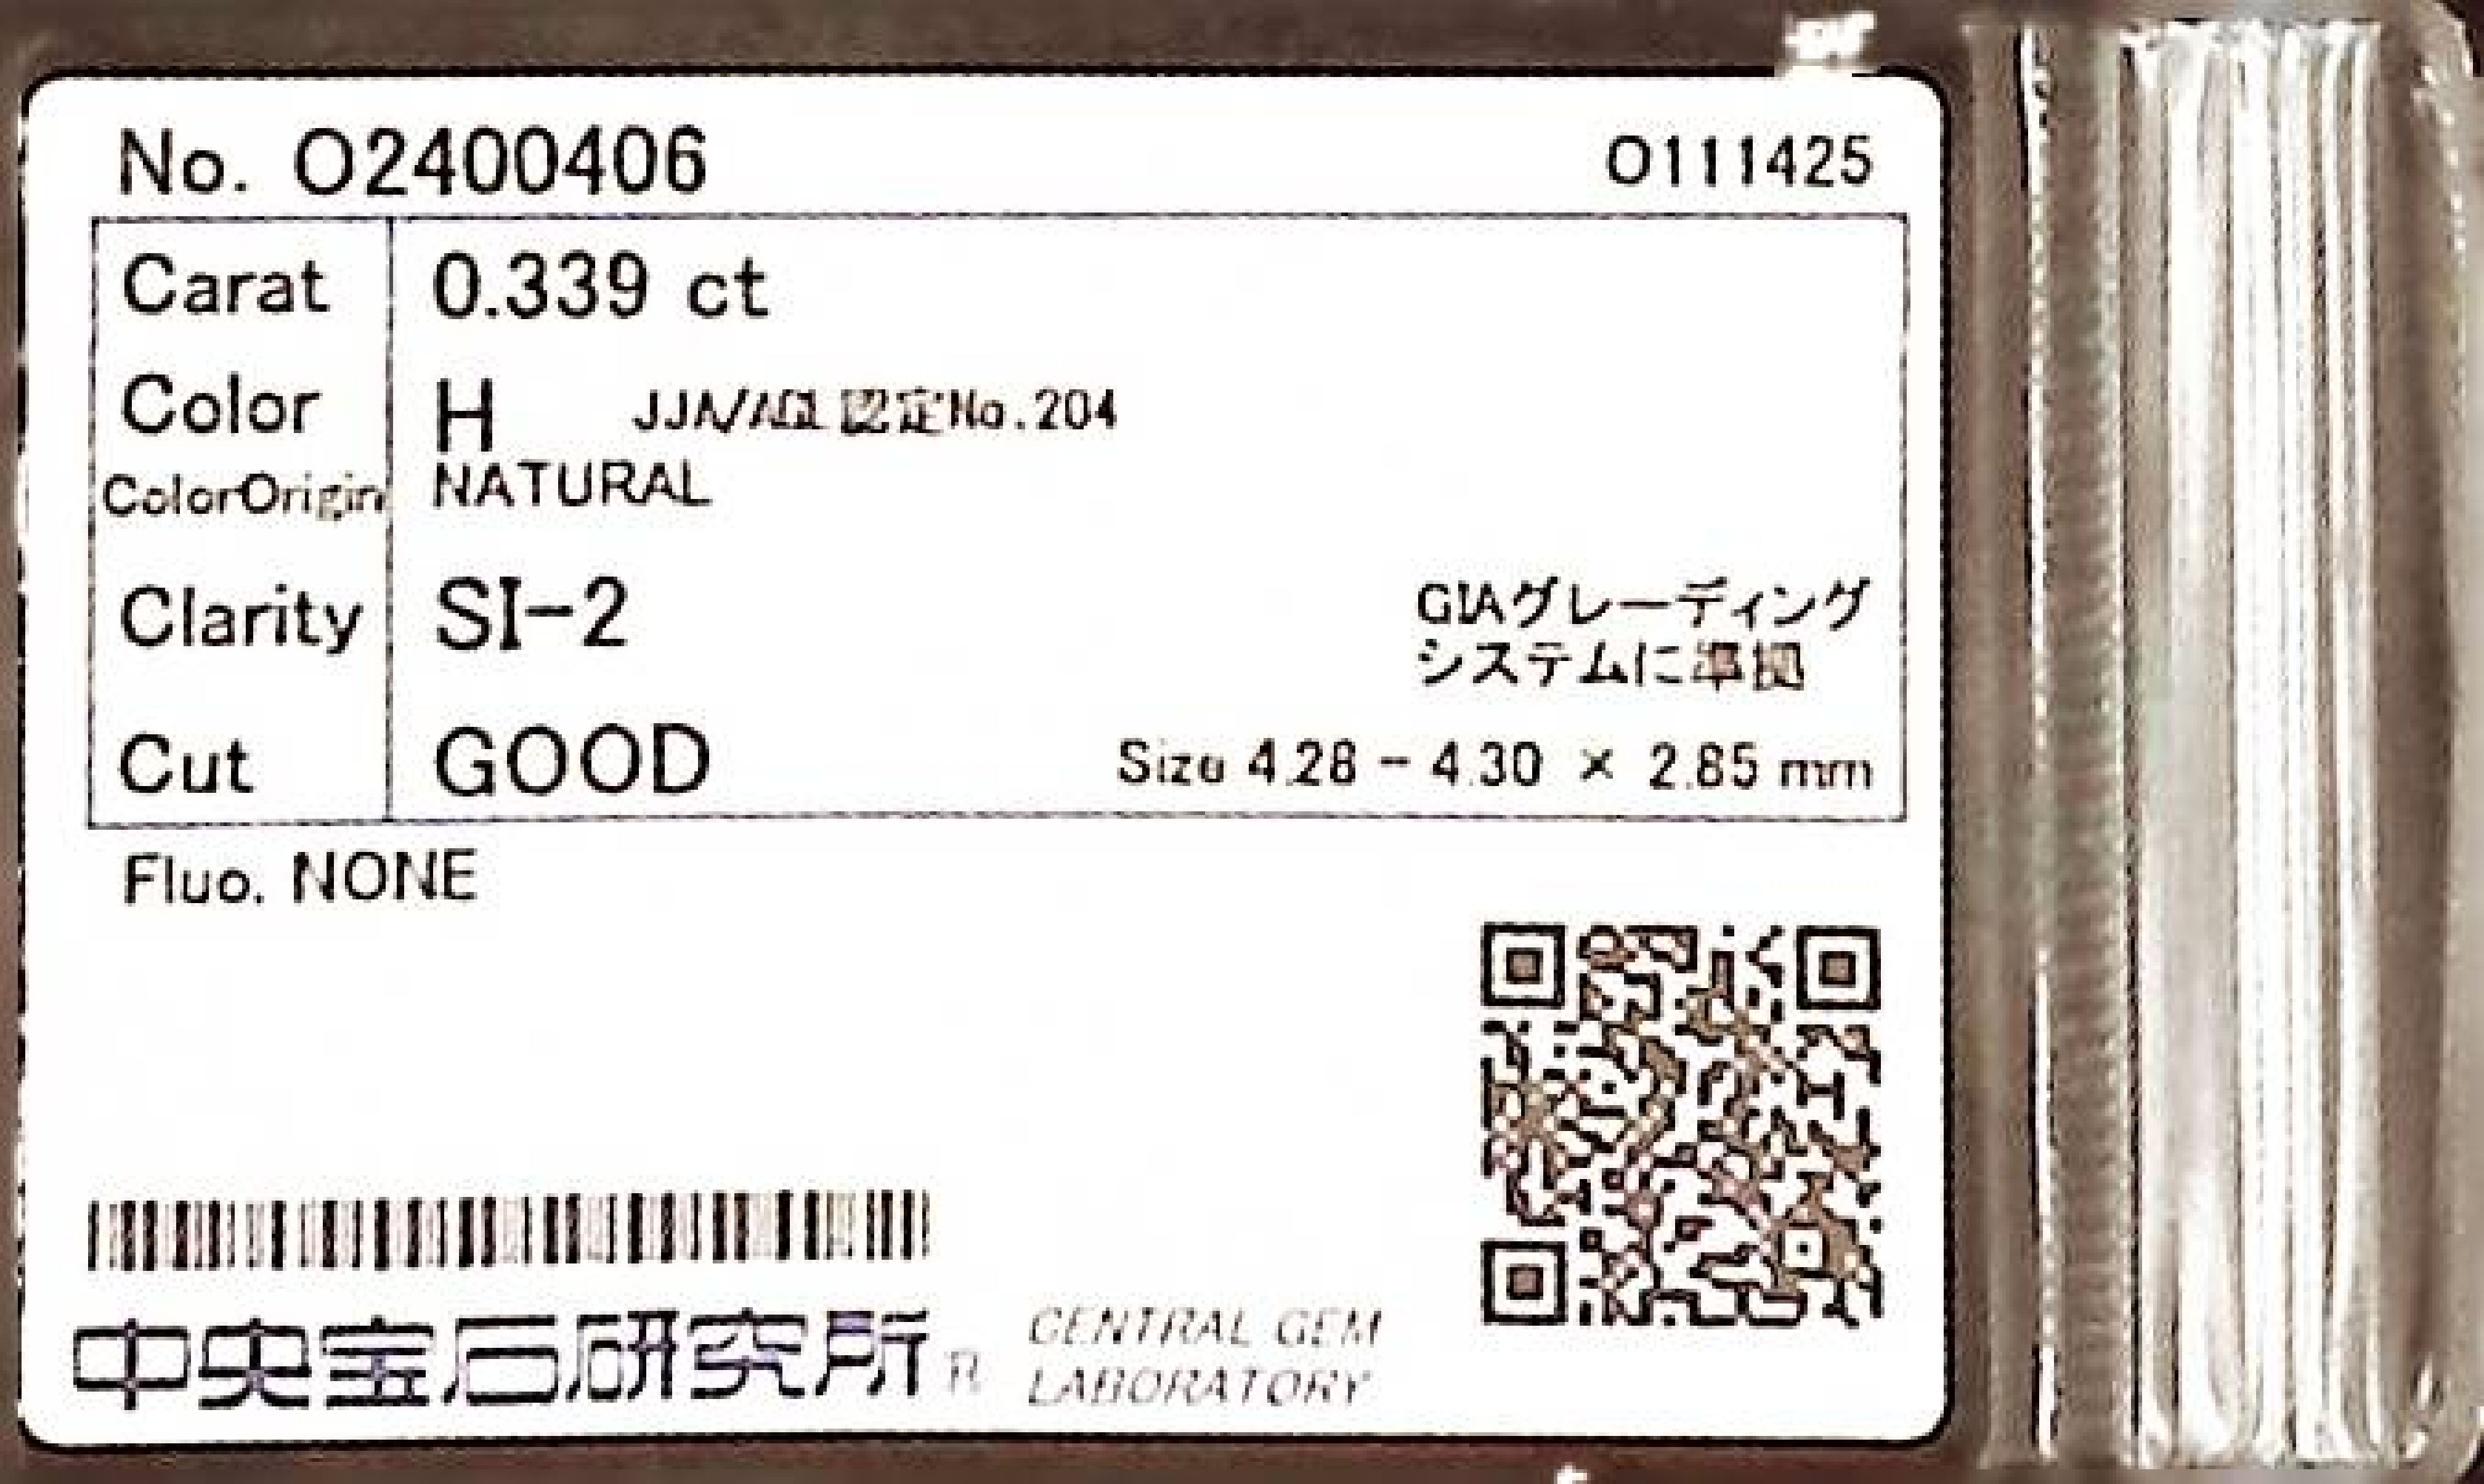 No. O2400406 O111425
Carat 0.339 ct
Color H JJA/AGL認定No.204
ColorOrigin NATURAL
Clarity SI-2
GIAグレーディング
システムに準拠
Cut GOOD Size 4.28 - 4.30 × 2.85 mm
Fluo. NONE
中央宝石研究所® CENTRAL GEM
LABORATORY